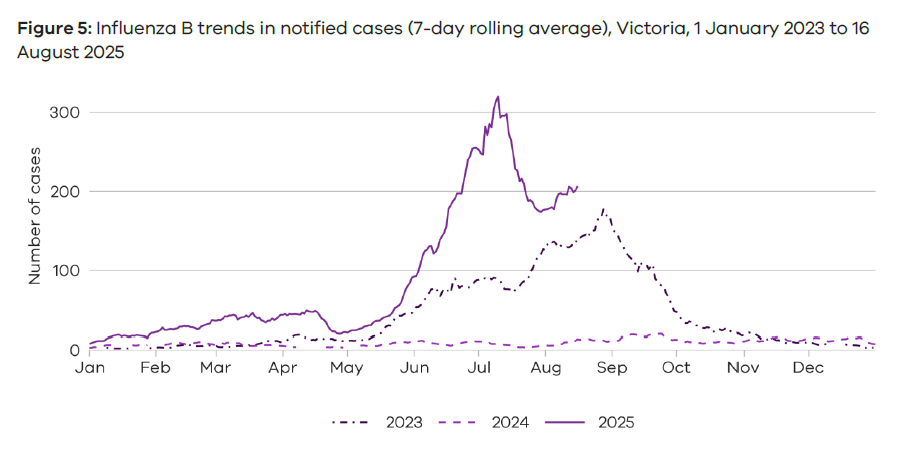 Figure 5: Influenza B trends in notified cases (7-day rolling average), Victoria, 1 January 2023 to 16
August 2025
Number of cases
300
200
100
0
Jan Feb Mar Apr May Jun Jul Aug Sep Oct Nov Dec
2023 2024 2025